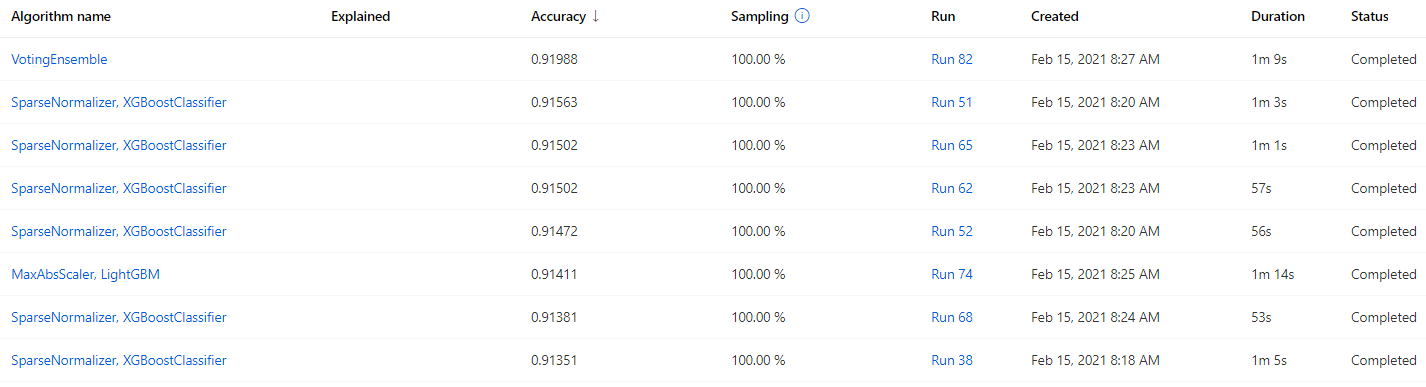 Algorithm name Explained Accuracy ↓ Sampling ⓘ Run Created Duration Status
VotingEnsemble 0.91988 100.00 % Run 82 Feb 15, 2021 8:27 AM 1m 9s Completed
SparseNormalizer, XGBoostClassifier 0.91563 100.00 % Run 51 Feb 15, 2021 8:20 AM 1m 3s Completed
SparseNormalizer, XGBoostClassifier 0.91502 100.00 % Run 65 Feb 15, 2021 8:23 AM 1m 1s Completed
SparseNormalizer, XGBoostClassifier 0.91502 100.00 % Run 62 Feb 15, 2021 8:23 AM 57s Completed
SparseNormalizer, XGBoostClassifier 0.91472 100.00 % Run 52 Feb 15, 2021 8:20 AM 56s Completed
MaxAbsScaler, LightGBM 0.91411 100.00 % Run 74 Feb 15, 2021 8:25 AM 1m 14s Completed
SparseNormalizer, XGBoostClassifier 0.91381 100.00 % Run 68 Feb 15, 2021 8:24 AM 53s Completed
SparseNormalizer, XGBoostClassifier 0.91351 100.00 % Run 38 Feb 15, 2021 8:18 AM 1m 5s Completed